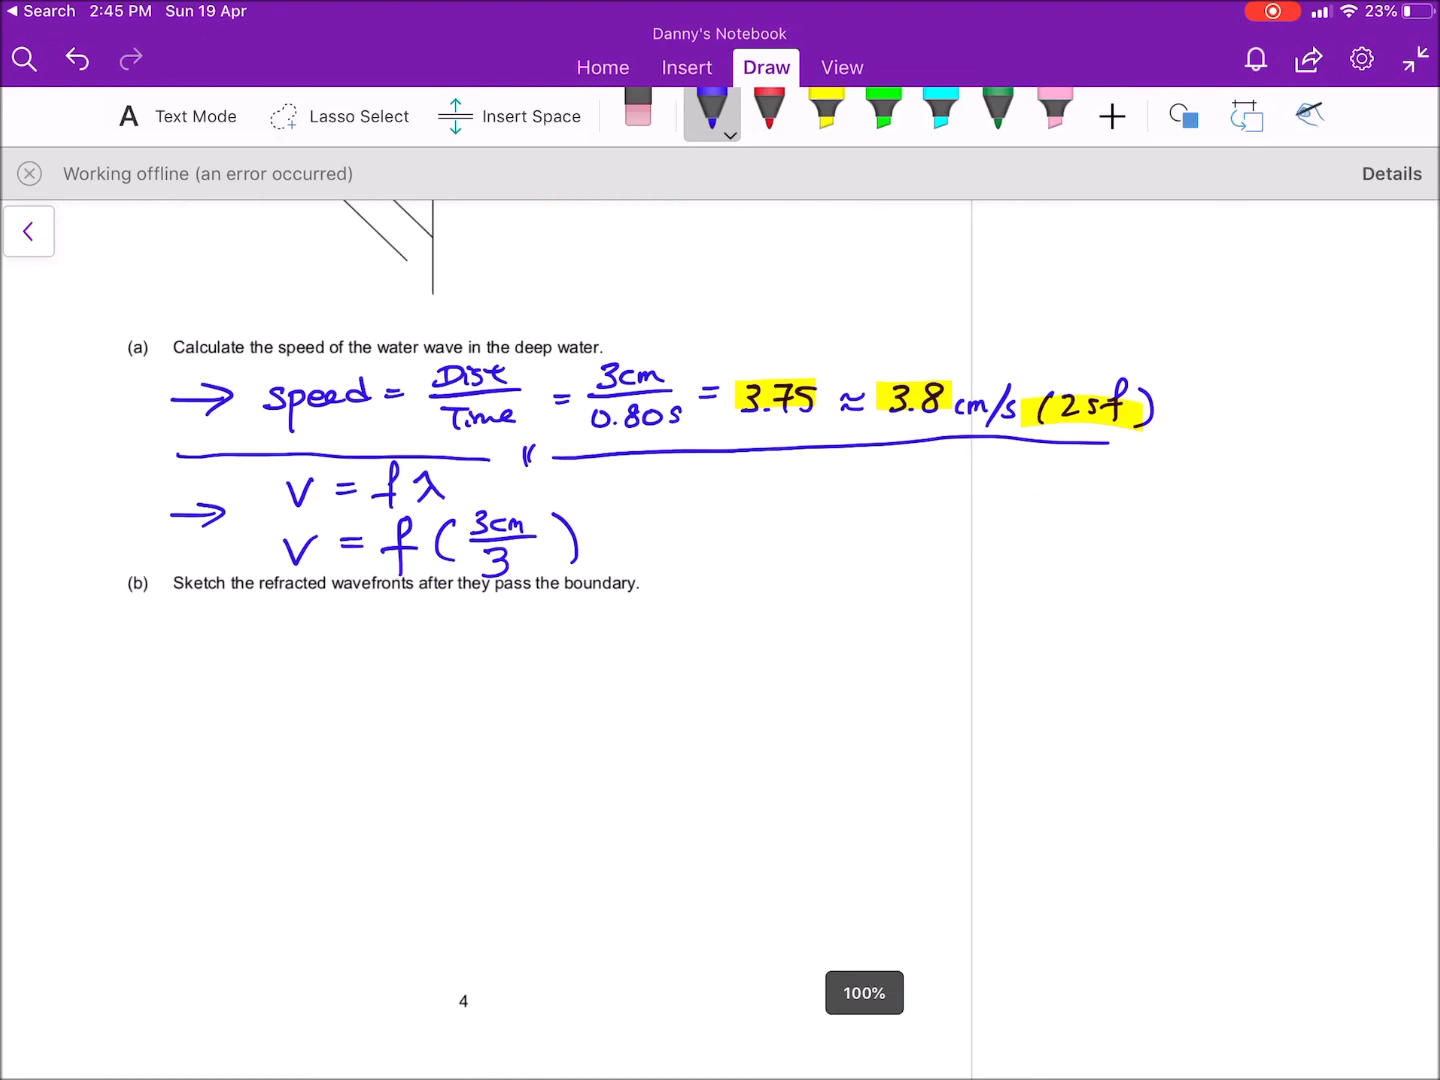 Search 2:45 PM Sun 19 Apr 23%
Danny's Notebook
Home Insert Draw View
A Text Mode Lasso Select Insert Space
Working offline (an error occurred) Details
(a) Calculate the speed of the water wave in the deep water.
→ speed = Dist/Time = 3cm/0.80s = 3.75 ≈ 3.8 cm/s (2sf)
v = fλ
→ v = f (3cm/3)
(b) Sketch the refracted wavefronts after they pass the boundary.
4
100%